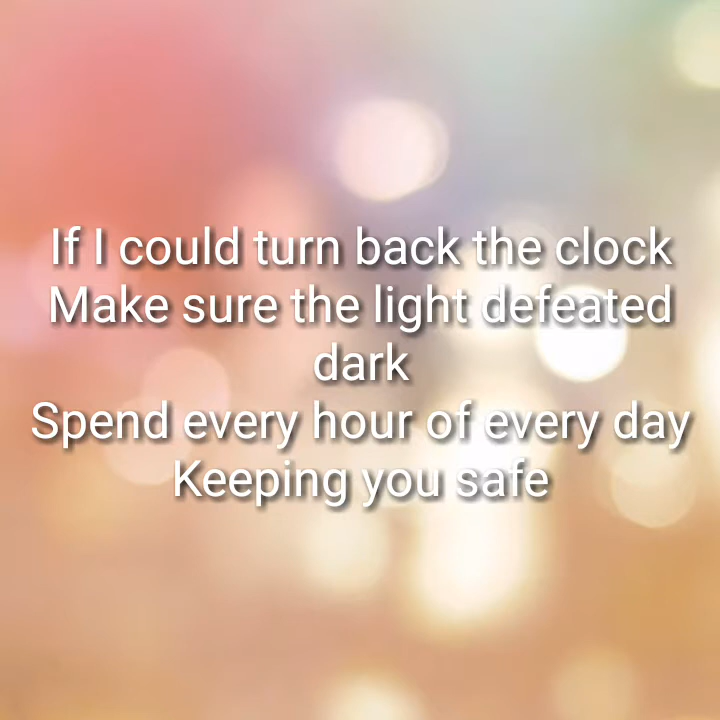 If I could turn back the clock
Make sure the light defeated
dark
Spend every hour of every day
Keeping you safe